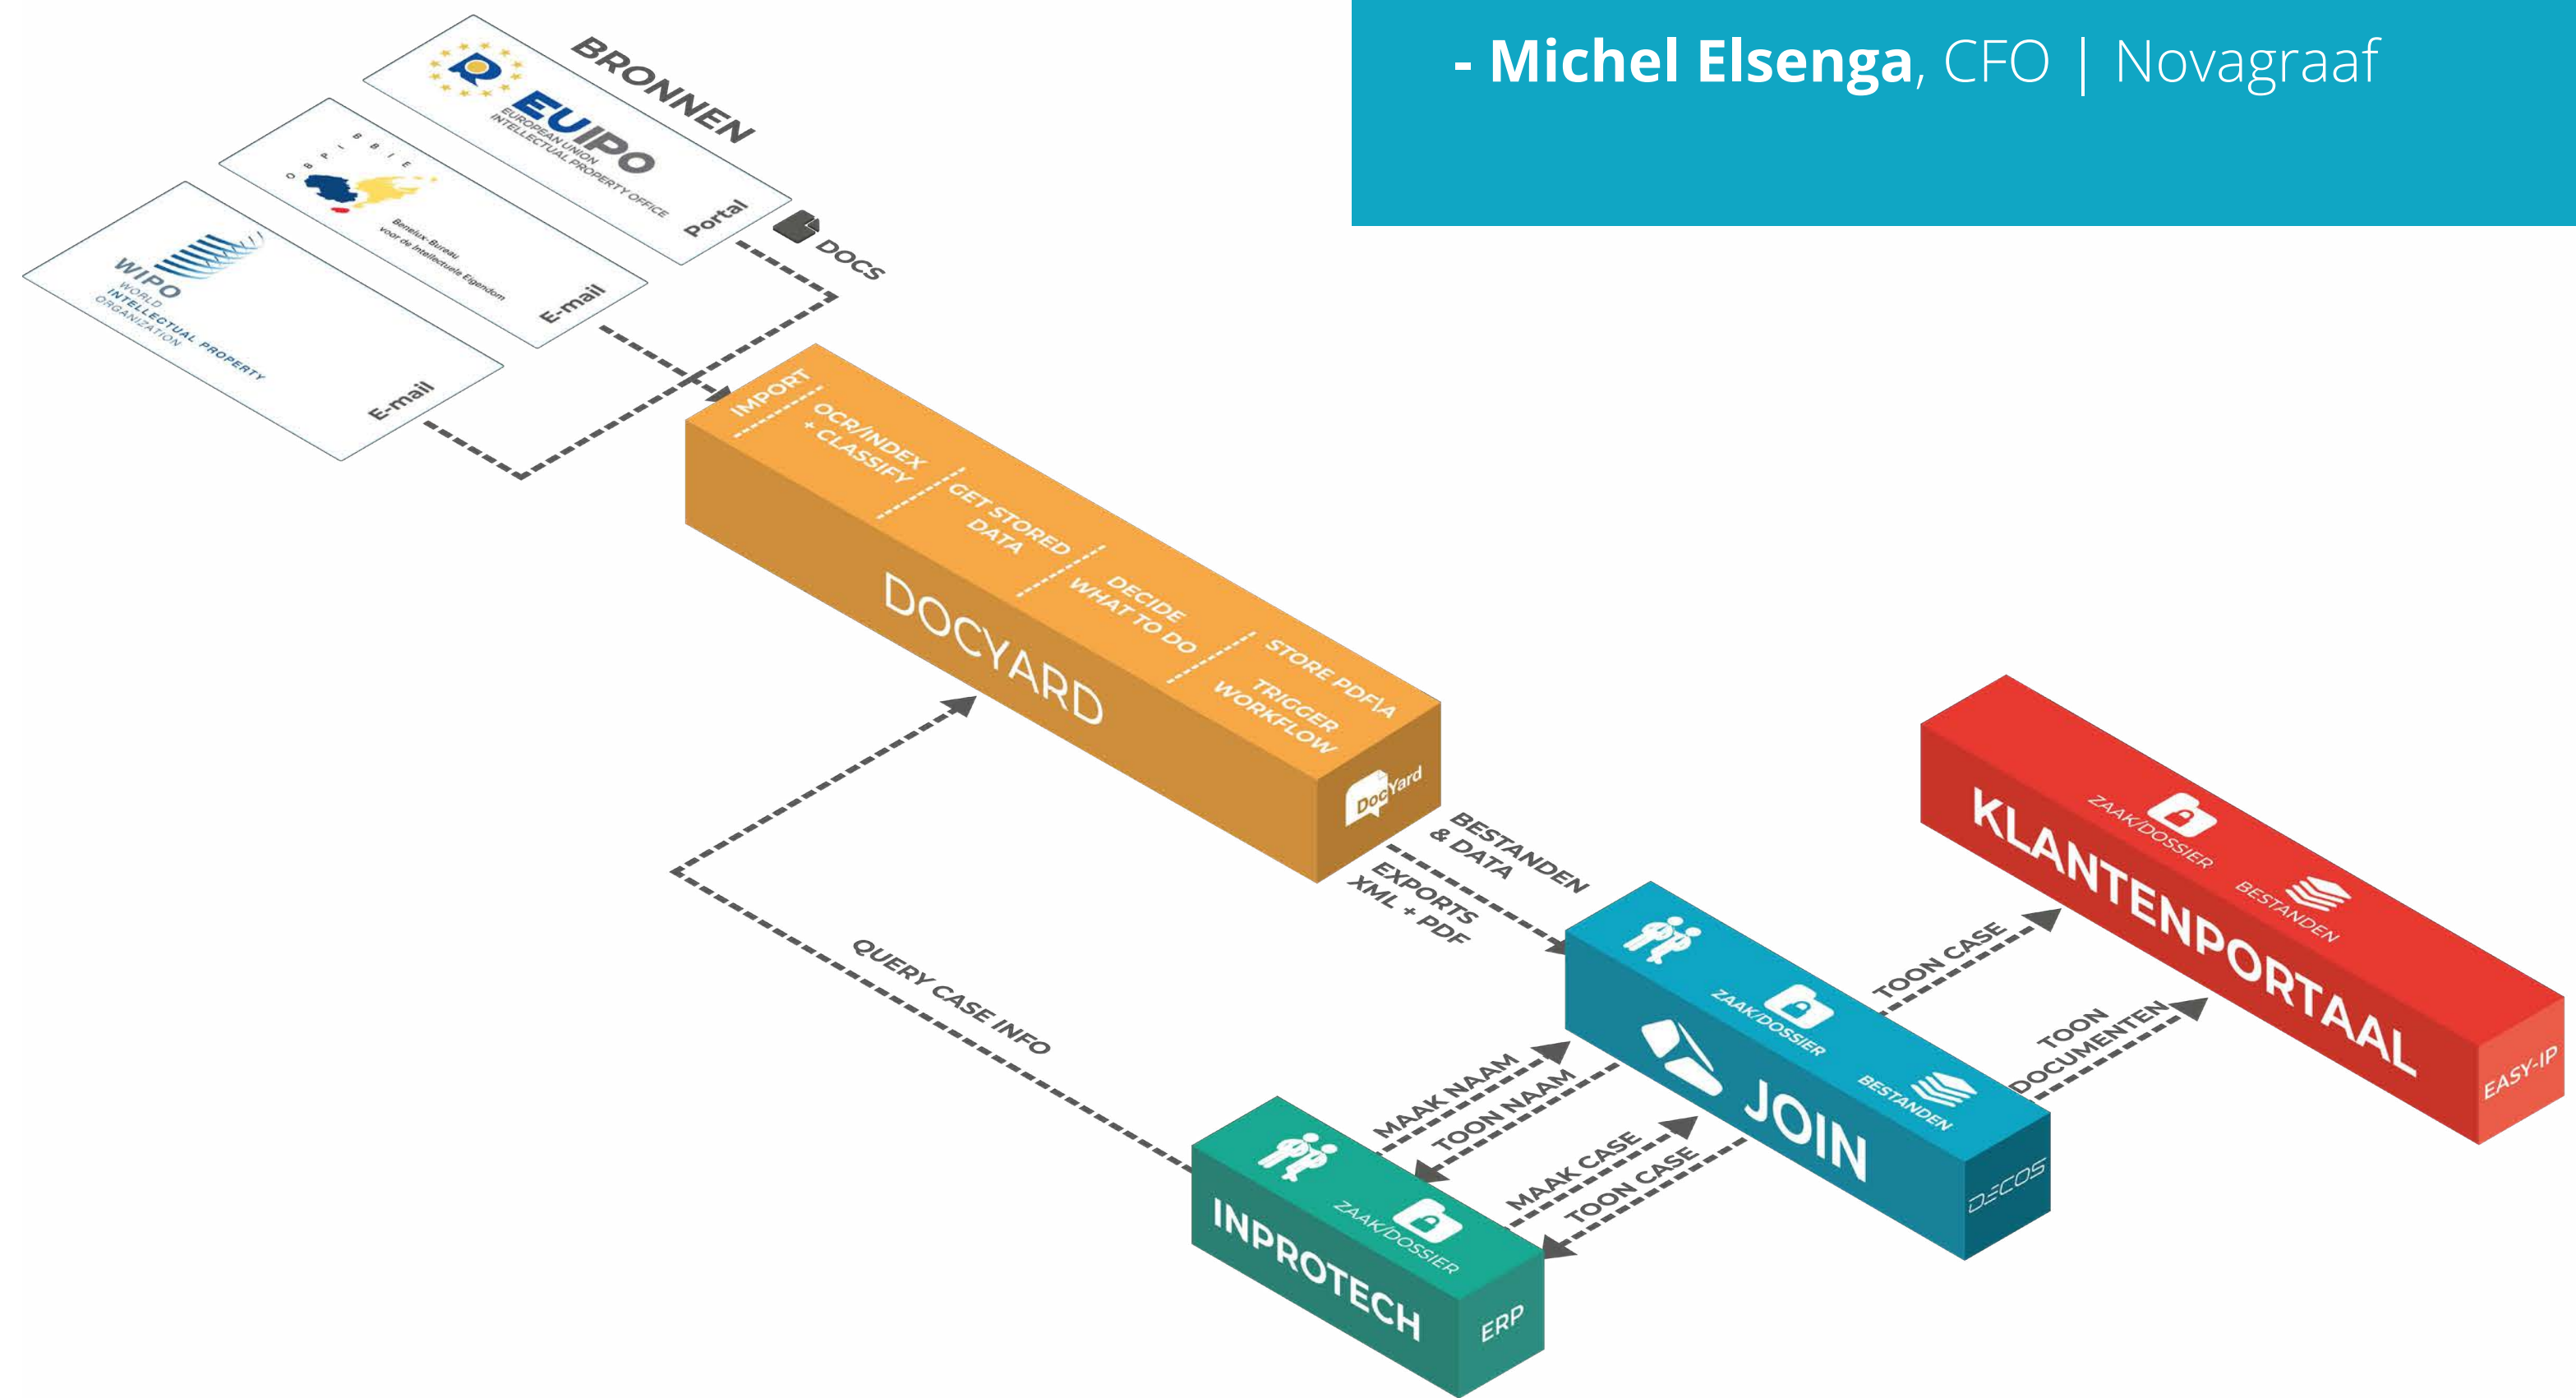 - Michel Elsenga, CFO | Novagraaf
BRONNEN
EUIPO
EUROPEAN UNION
INTELLECTUAL PROPERTY OFFICE
Portal
OBPI BBIE
Benelux-Bureau
voor de Intellectuele Eigendom
E-mail
WIPO
WORLD
INTELLECTUAL PROPERTY
ORGANIZATION
E-mail
DOCS
IMPORT
OCR/INDEX
+ CLASSIFY
GET STORED
DATA
DECIDE
WHAT TO DO
STORE PDF\A
TRIGGER
WORKFLOW
DOCYARD
DocYard
BESTANDEN
& DATA
EXPORTS
XML + PDF
QUERY CASE INFO
ZAAK/DOSSIER
BESTANDEN
KLANTENPORTAAL
EASY-IP
TOON CASE
TOON
DOCUMENTEN
ZAAK/DOSSIER
BESTANDEN
JOIN
DECOS
MAAK NAAM
TOON NAAM
MAAK CASE
TOON CASE
ZAAK/DOSSIER
INPROTECH
ERP